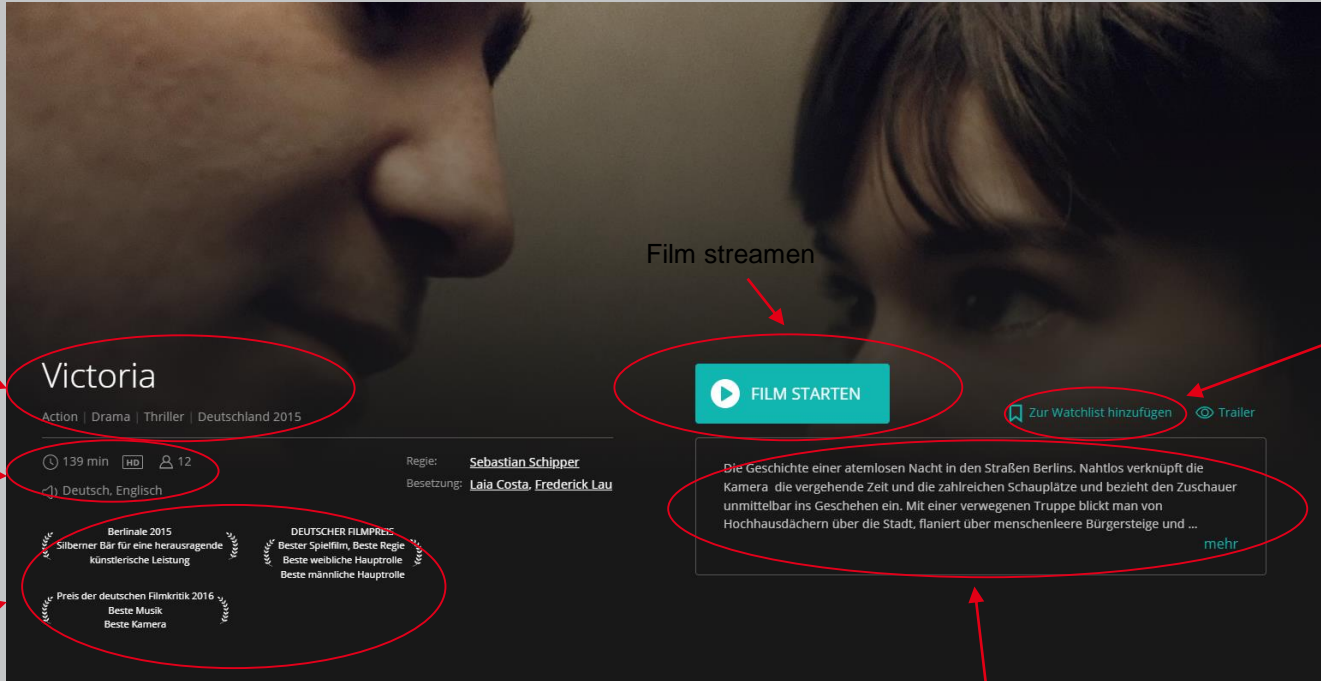 Film streamen
Victoria
Action | Drama | Thriller | Deutschland 2015
FILM STARTEN
Zur Watchlist hinzufügen
Trailer
139 min HD 12
Deutsch, Englisch
Regie: Sebastian Schipper
Besetzung: Laia Costa, Frederick Lau
Berlinale 2015
Silberner Bär für eine herausragende
künstlerische Leistung
DEUTSCHER FILMPREIS
Bester Spielfilm, Beste Regie
Beste weibliche Hauptrolle
Beste männliche Hauptrolle
Preis der deutschen Filmkritik 2016
Beste Musik
Beste Kamera
Die Geschichte einer atemlosen Nacht in den Straßen Berlins. Nahtlos verknüpft die
Kamera die vergehende Zeit und die zahlreichen Schauplätze und bezieht den Zuschauer
unmittelbar ins Geschehen ein. Mit einer verwegenen Truppe blickt man von
Hochhausdächern über die Stadt, flaniert über menschenleere Bürgersteige und ...
mehr